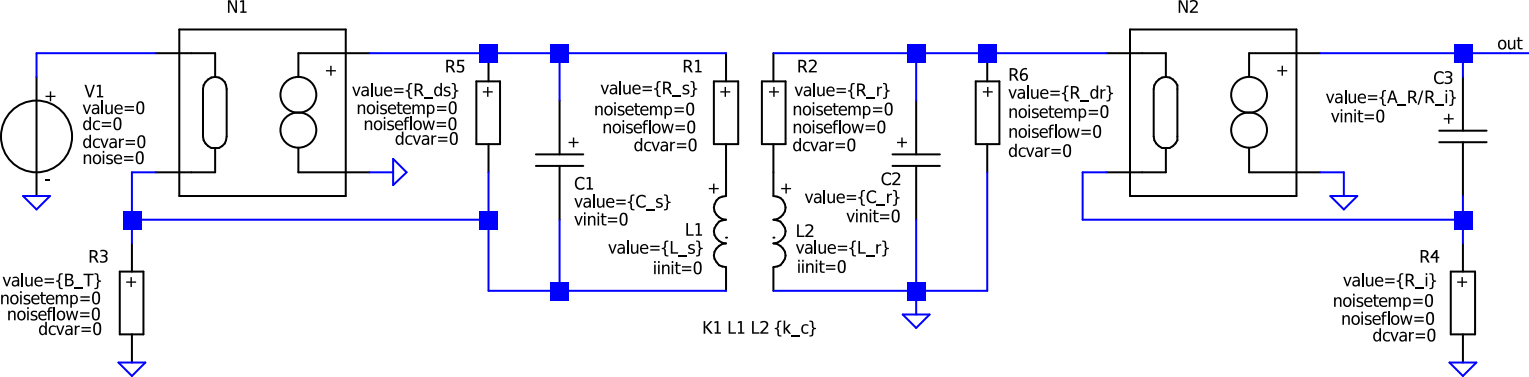 N1
N2
+
V1
value=0
dc=0
dcvar=0
noise=0
-
+
R5
value={R_ds}
noisetemp=0
noiseflow=0
dcvar=0
+
+
C1
value={C_s}
vinit=0
R1
value={R_s}
noisetemp=0
noiseflow=0
dcvar=0
+
+
L1
value={L_s}
iinit=0
R2
value={R_r}
noisetemp=0
noiseflow=0
dcvar=0
+
+
L2
value={L_r}
iinit=0
+
C2
value={C_r}
vinit=0
R6
value={R_dr}
noisetemp=0
noiseflow=0
dcvar=0
+
+
out
C3
value={A_R/R_i}
vinit=0
+
R3
value={B_T}
noisetemp=0
noiseflow=0
dcvar=0
+
K1 L1 L2 {k_c}
R4
value={R_i}
noisetemp=0
noiseflow=0
dcvar=0
+